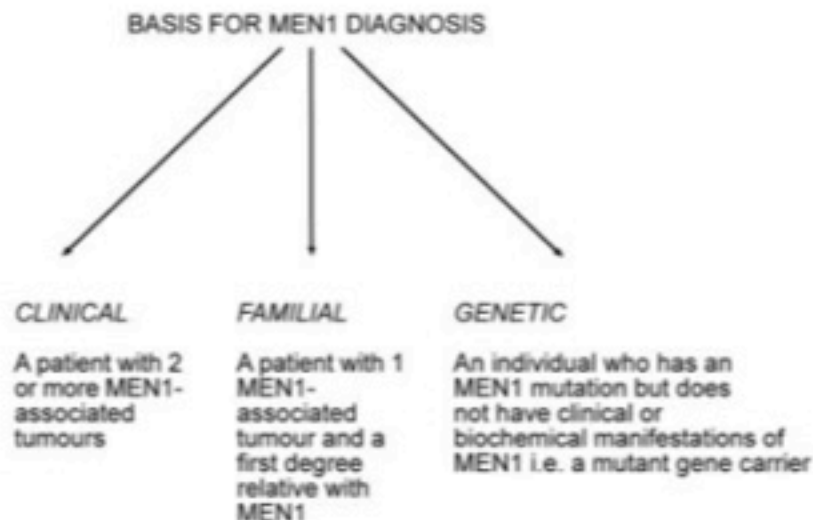 BASIS FOR MEN1 DIAGNOSIS
CLINICAL
A patient with 2
or more MEN1-
associated
tumours
FAMILIAL
A patient with 1
MEN1-
associated
tumour and a
first degree
relative with
MEN1
GENETIC
An individual who has an
MEN1 mutation but does
not have clinical or
biochemical manifestations of
MEN1 i.e. a mutant gene carrier